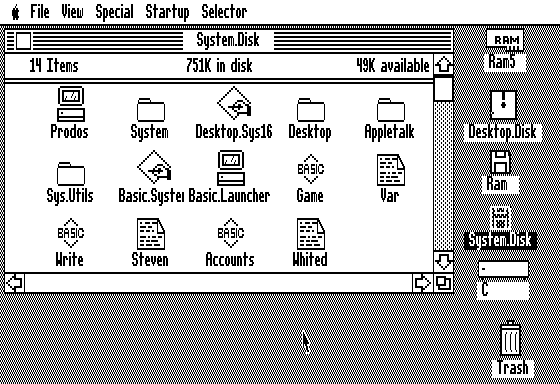 File View Special Startup Selector
System.Disk
14 Items 751K in disk 49K available
Prodos System Desktop.Sys16 Desktop Appletalk
Sys.Utils Basic.System Basic.Launcher Game Var
Write Steven Accounts Whited
BASIC
BASIC
BASIC
RAM
Ram5
Desktop.Disk
Ram
System.Disk
C
Trash